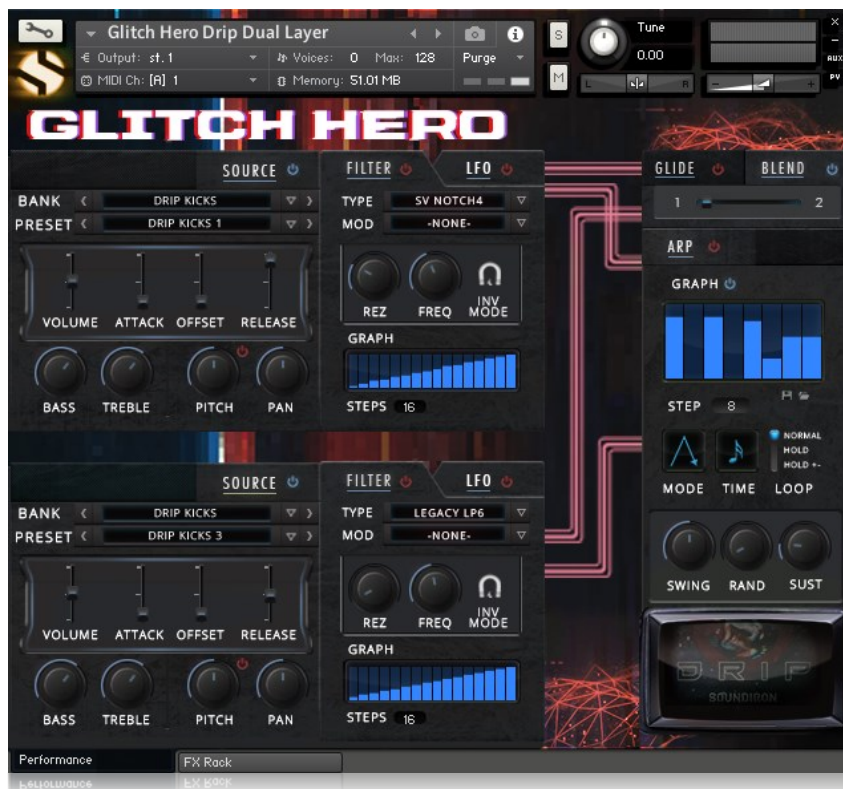 Glitch Hero Drip Dual Layer
S
Tune
0.00
Output: st.1
Voices: 0 Max: 128
Purge
AUX
MIDI Ch: [A] 1
Memory: 51.01 MB
M
L
R
PV
GLITCH HERO
SOURCE
FILTER
LFO
GLIDE
BLEND
BANK
DRIP KICKS
TYPE
SV NOTCH4
1
2
PRESET
DRIP KICKS 1
MOD
-NONE-
ARP
VOLUME
ATTACK
OFFSET
RELEASE
REZ
FREQ
INV
MODE
GRAPH
GRAPH
BASS
TREBLE
PITCH
PAN
STEPS 16
STEP 8
NORMAL
HOLD
HOLD +-
MODE
TIME
LOOP
SOURCE
FILTER
LFO
BANK
DRIP KICKS
TYPE
LEGACY LP6
PRESET
DRIP KICKS 3
MOD
-NONE-
SWING
RAND
SUST
VOLUME
ATTACK
OFFSET
RELEASE
REZ
FREQ
INV
MODE
GRAPH
DRIP
SOUNDIRON
BASS
TREBLE
PITCH
PAN
STEPS 16
Performance
FX Rack